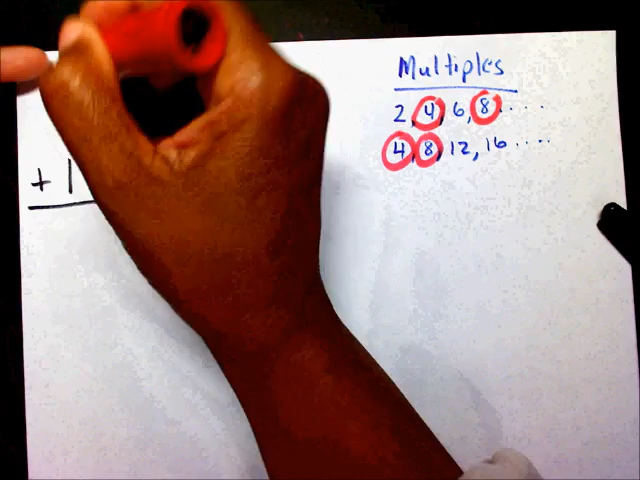 Multiples
2, 4, 6, 8 ....
4, 8, 12, 16 ....
+ 1